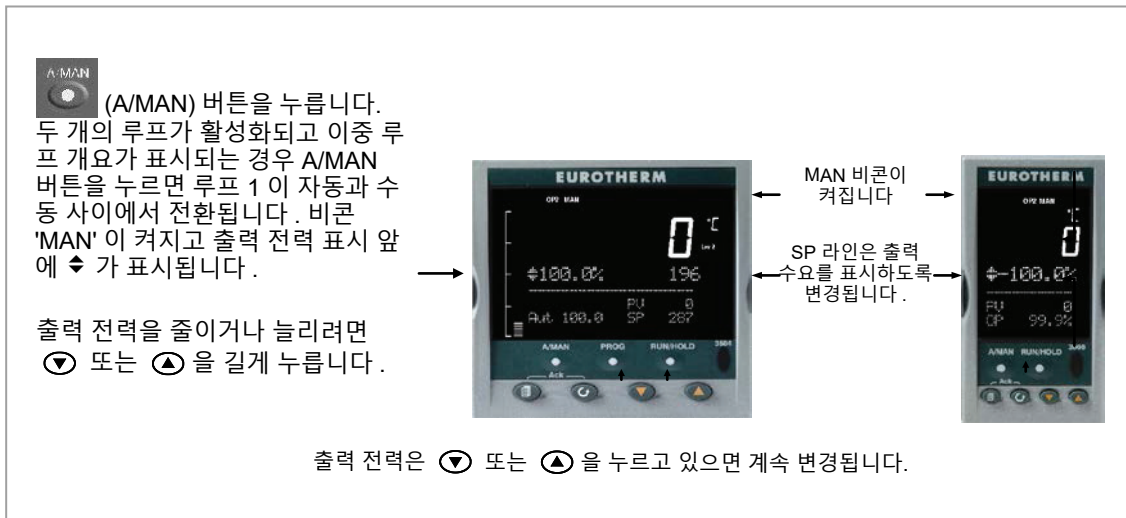 A/MAN
(A/MAN) 버튼을 누릅니다.
두 개의 루프가 활성화되고 이중 루
프 개요가 표시되는 경우 A/MAN
버튼을 누르면 루프 1 이 자동과 수
동 사이에서 전환됩니다 . 비콘
'MAN' 이 켜지고 출력 전력 표시 앞
에 ♦ 가 표시됩니다 .
출력 전력을 줄이거나 늘리려면
▼ 또는 ▲ 을 길게 누릅니다 .
EUROTHERM
OP2 MAN
0 °C
100.0% 196
PV 0
Aut 100.0 SP 287
A/MAN PROG RUN/HOLD
Ack
MAN 비콘이
켜집니다
SP 라인은 출력
수요를 표시하도록
변경됩니다 .
EUROTHERM
OP2 MAN
°C
0
-100.0%
PV 0
OP 99.9%
A/MAN RUN/HOLD
Ack
출력 전력은 ▼ 또는 ▲ 을 누르고 있으면 계속 변경됩니다.